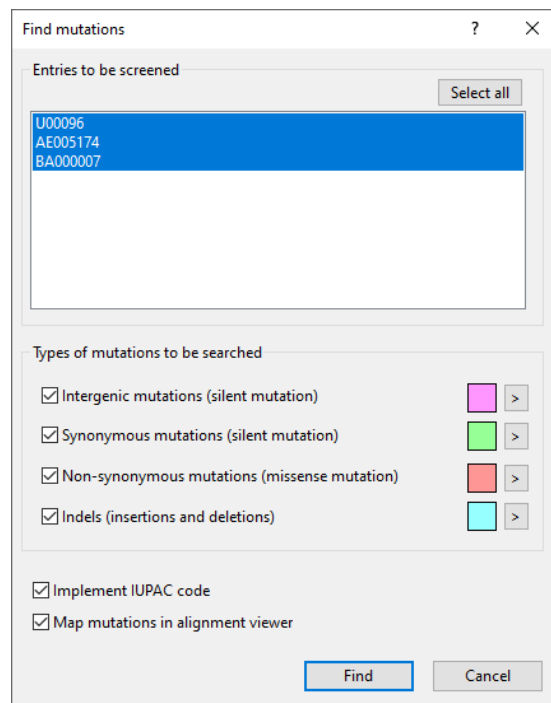 Find mutations
?
Entries to be screened
Select all
U00096
AE005174
BA000007
Types of mutations to be searched
Intergenic mutations (silent mutation) >
Synonymous mutations (silent mutation) >
Non-synonymous mutations (missense mutation) >
Indels (insertions and deletions) >
Implement IUPAC code
Map mutations in alignment viewer
Find Cancel